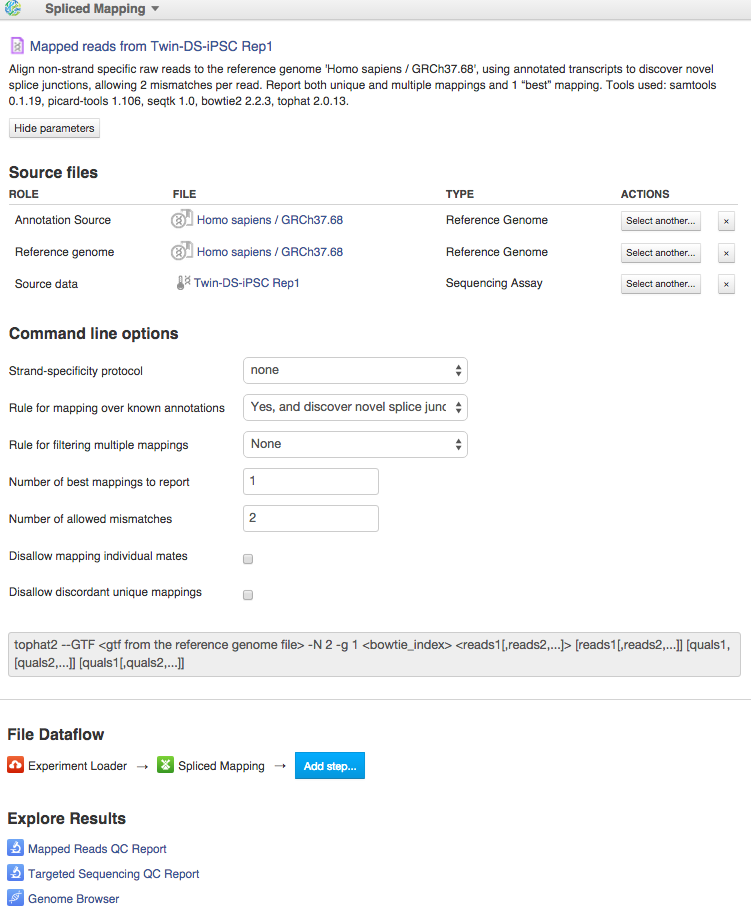 Spliced Mapping
Mapped reads from Twin-DS-iPSC Rep1
Align non-strand specific raw reads to the reference genome 'Homo sapiens / GRCh37.68', using annotated transcripts to discover novel
splice junctions, allowing 2 mismatches per read. Report both unique and multiple mappings and 1 "best" mapping. Tools used: samtools
0.1.19, picard-tools 1.106, seqtk 1.0, bowtie2 2.2.3, tophat 2.0.13.
Hide parameters
Source files
ROLE FILE TYPE ACTIONS
Annotation Source Homo sapiens / GRCh37.68 Reference Genome Select another... ×
Reference genome Homo sapiens / GRCh37.68 Reference Genome Select another... ×
Source data Twin-DS-iPSC Rep1 Sequencing Assay Select another... ×
Command line options
Strand-specificity protocol none
Rule for mapping over known annotations Yes, and discover novel splice junc
Rule for filtering multiple mappings None
Number of best mappings to report 1
Number of allowed mismatches 2
Disallow mapping individual mates
Disallow discordant unique mappings
tophat2 --GTF <gtf from the reference genome file> -N 2 -g 1 <bowtie_index> <reads1[,reads2,...]> [reads1[,reads2,...]] [quals1,
[quals2,...]] [quals1[,quals2,...]]
File Dataflow
Experiment Loader → Spliced Mapping → Add step...
Explore Results
Mapped Reads QC Report
Targeted Sequencing QC Report
Genome Browser